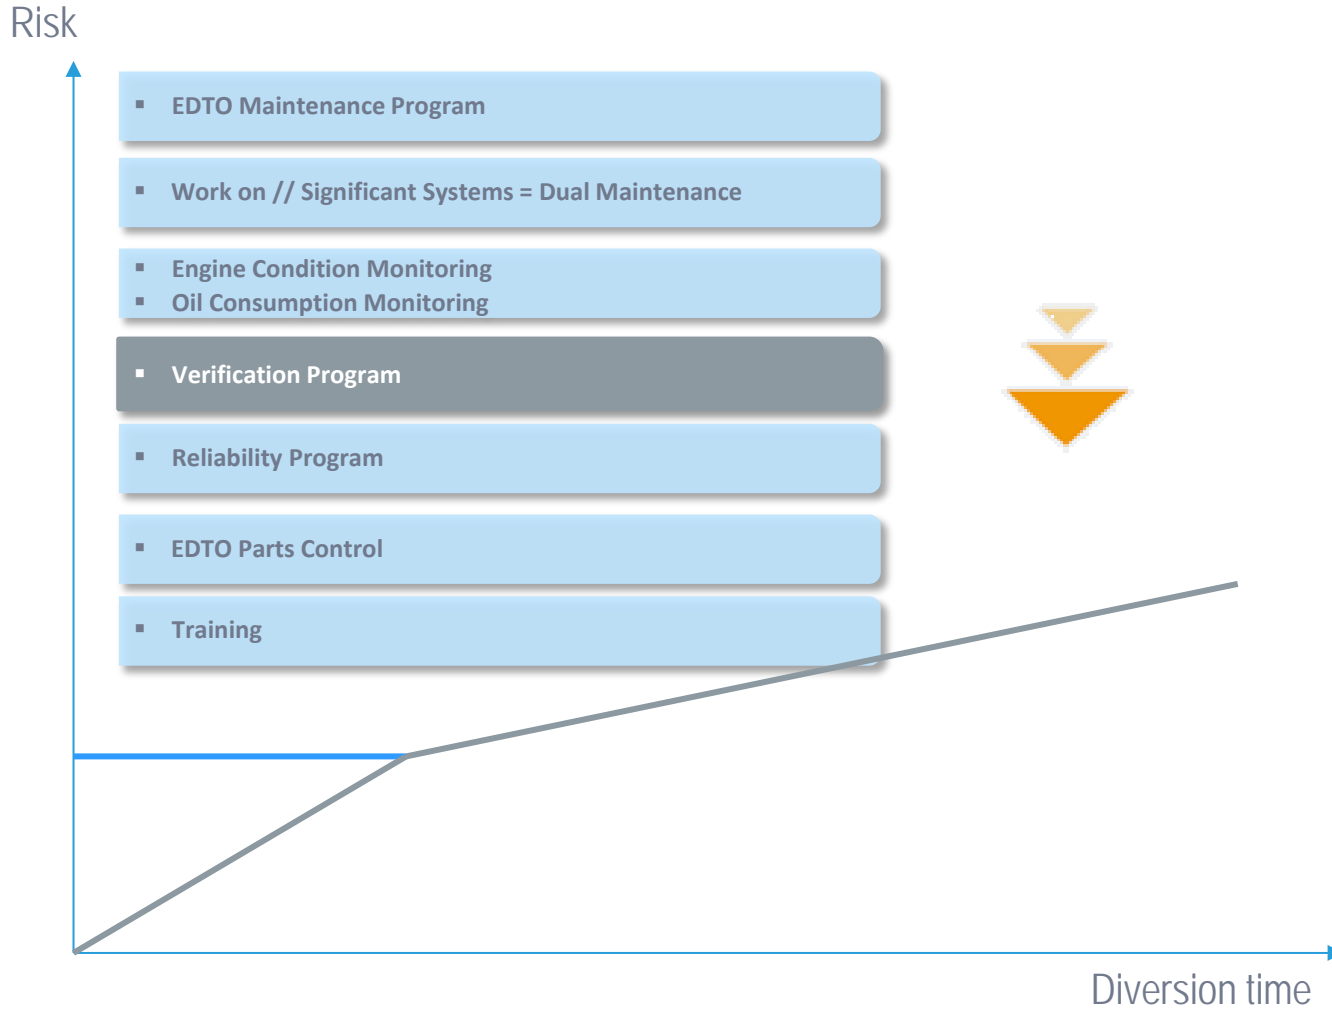 Risk
▪ EDTO Maintenance Program
▪ Work on // Significant Systems = Dual Maintenance
▪ Engine Condition Monitoring
▪ Oil Consumption Monitoring
▪ Verification Program
▪ Reliability Program
▪ EDTO Parts Control
▪ Training
Diversion time